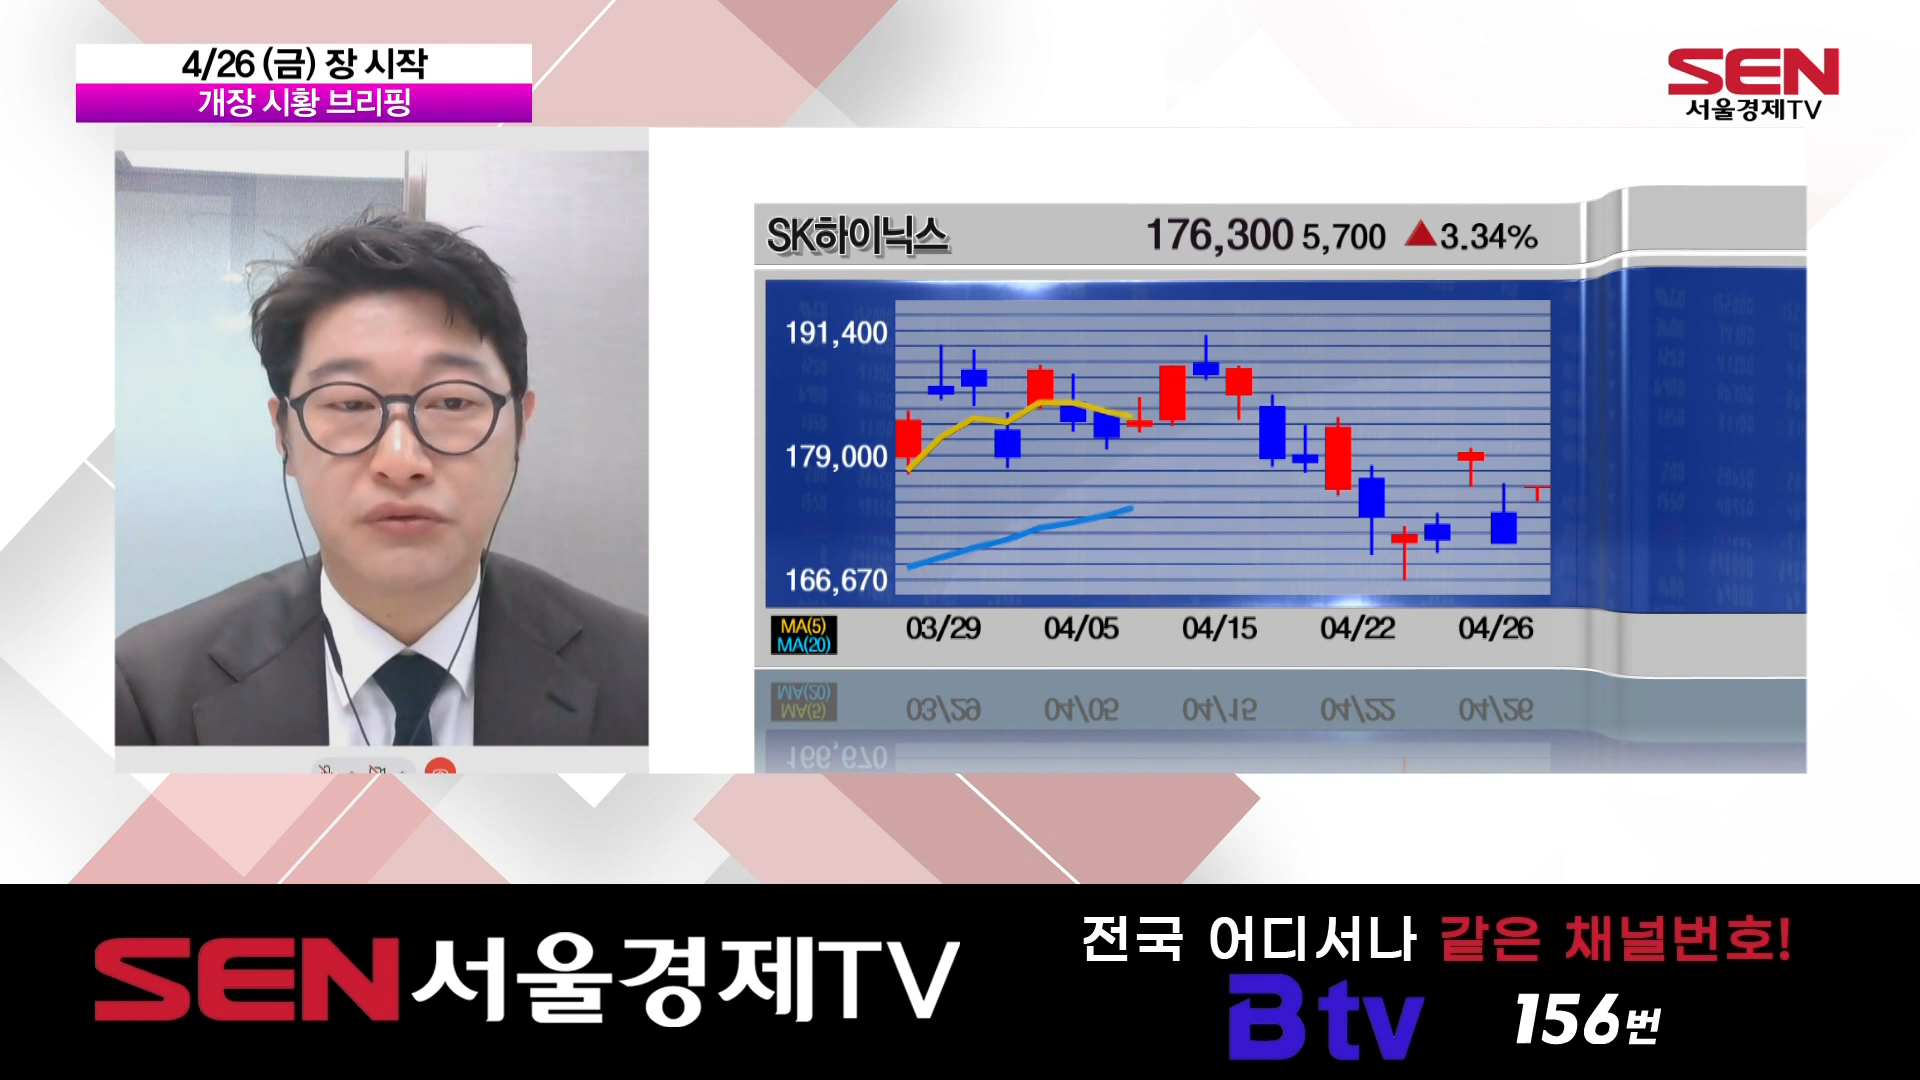 4/26 (금) 장 시작
개장 시황 브리핑
SEN
서울경제TV
SK하이닉스 176,300 5,700 ▲3.34%
191,400
179,000
166,670
MA(5)
MA(20)
03/29 04/05 04/15 04/22 04/26
SEN서울경제TV
전국 어디서나 같은 채널번호!
B tv 156번